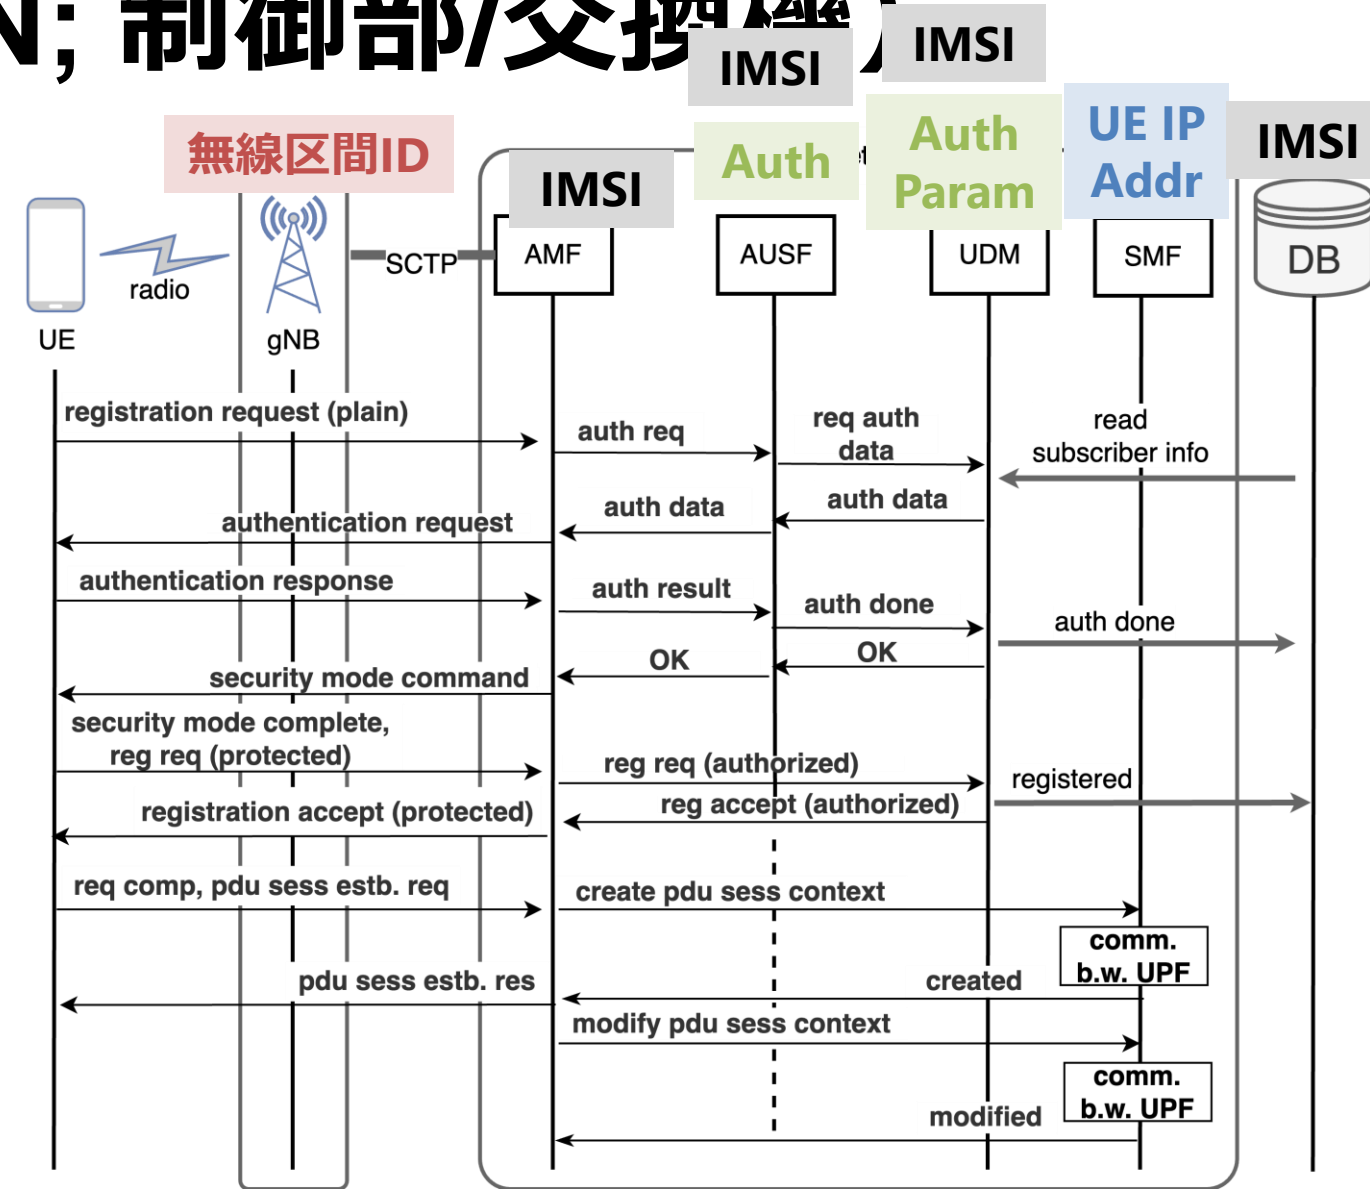 N; 制御部/交換機)
IMSI
IMSI
無線区間ID
IMSI
Auth
Auth
Param
UE IP
Addr
IMSI
radio
SCTP
AMF
AUSF
UDM
SMF
DB
UE
gNB
registration request (plain)
auth req
req auth
data
read
subscriber info
auth data
auth data
authentication request
authentication response
auth result
auth done
auth done
OK
OK
security mode command
security mode complete,
reg req (protected)
reg req (authorized)
registered
reg accept (authorized)
registration accept (protected)
req comp, pdu sess estb. req
create pdu sess context
comm.
b.w. UPF
created
pdu sess estb. res
modify pdu sess context
comm.
b.w. UPF
modified